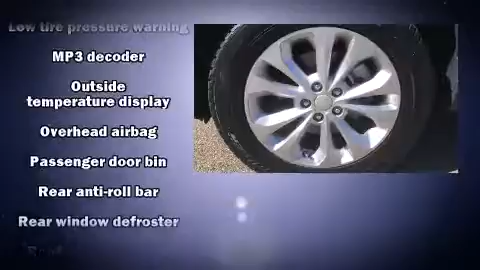 Low tire pressure warning
MP3 decoder
Outside
temperature display
Overhead airbag
Passenger door bin
Rear anti-roll bar
Rear window defroster